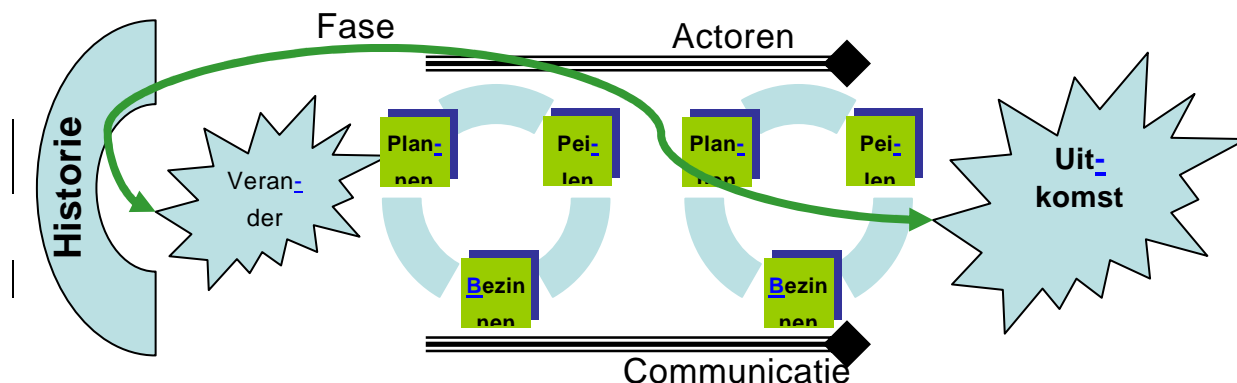 Fase
Actoren
Historie
Veran-
der
Plan-
nen
Pei-
len
Bezin
nen
Plan-
nen
Pei-
len
Bezin
nen
Uit-
komst
Communicatie